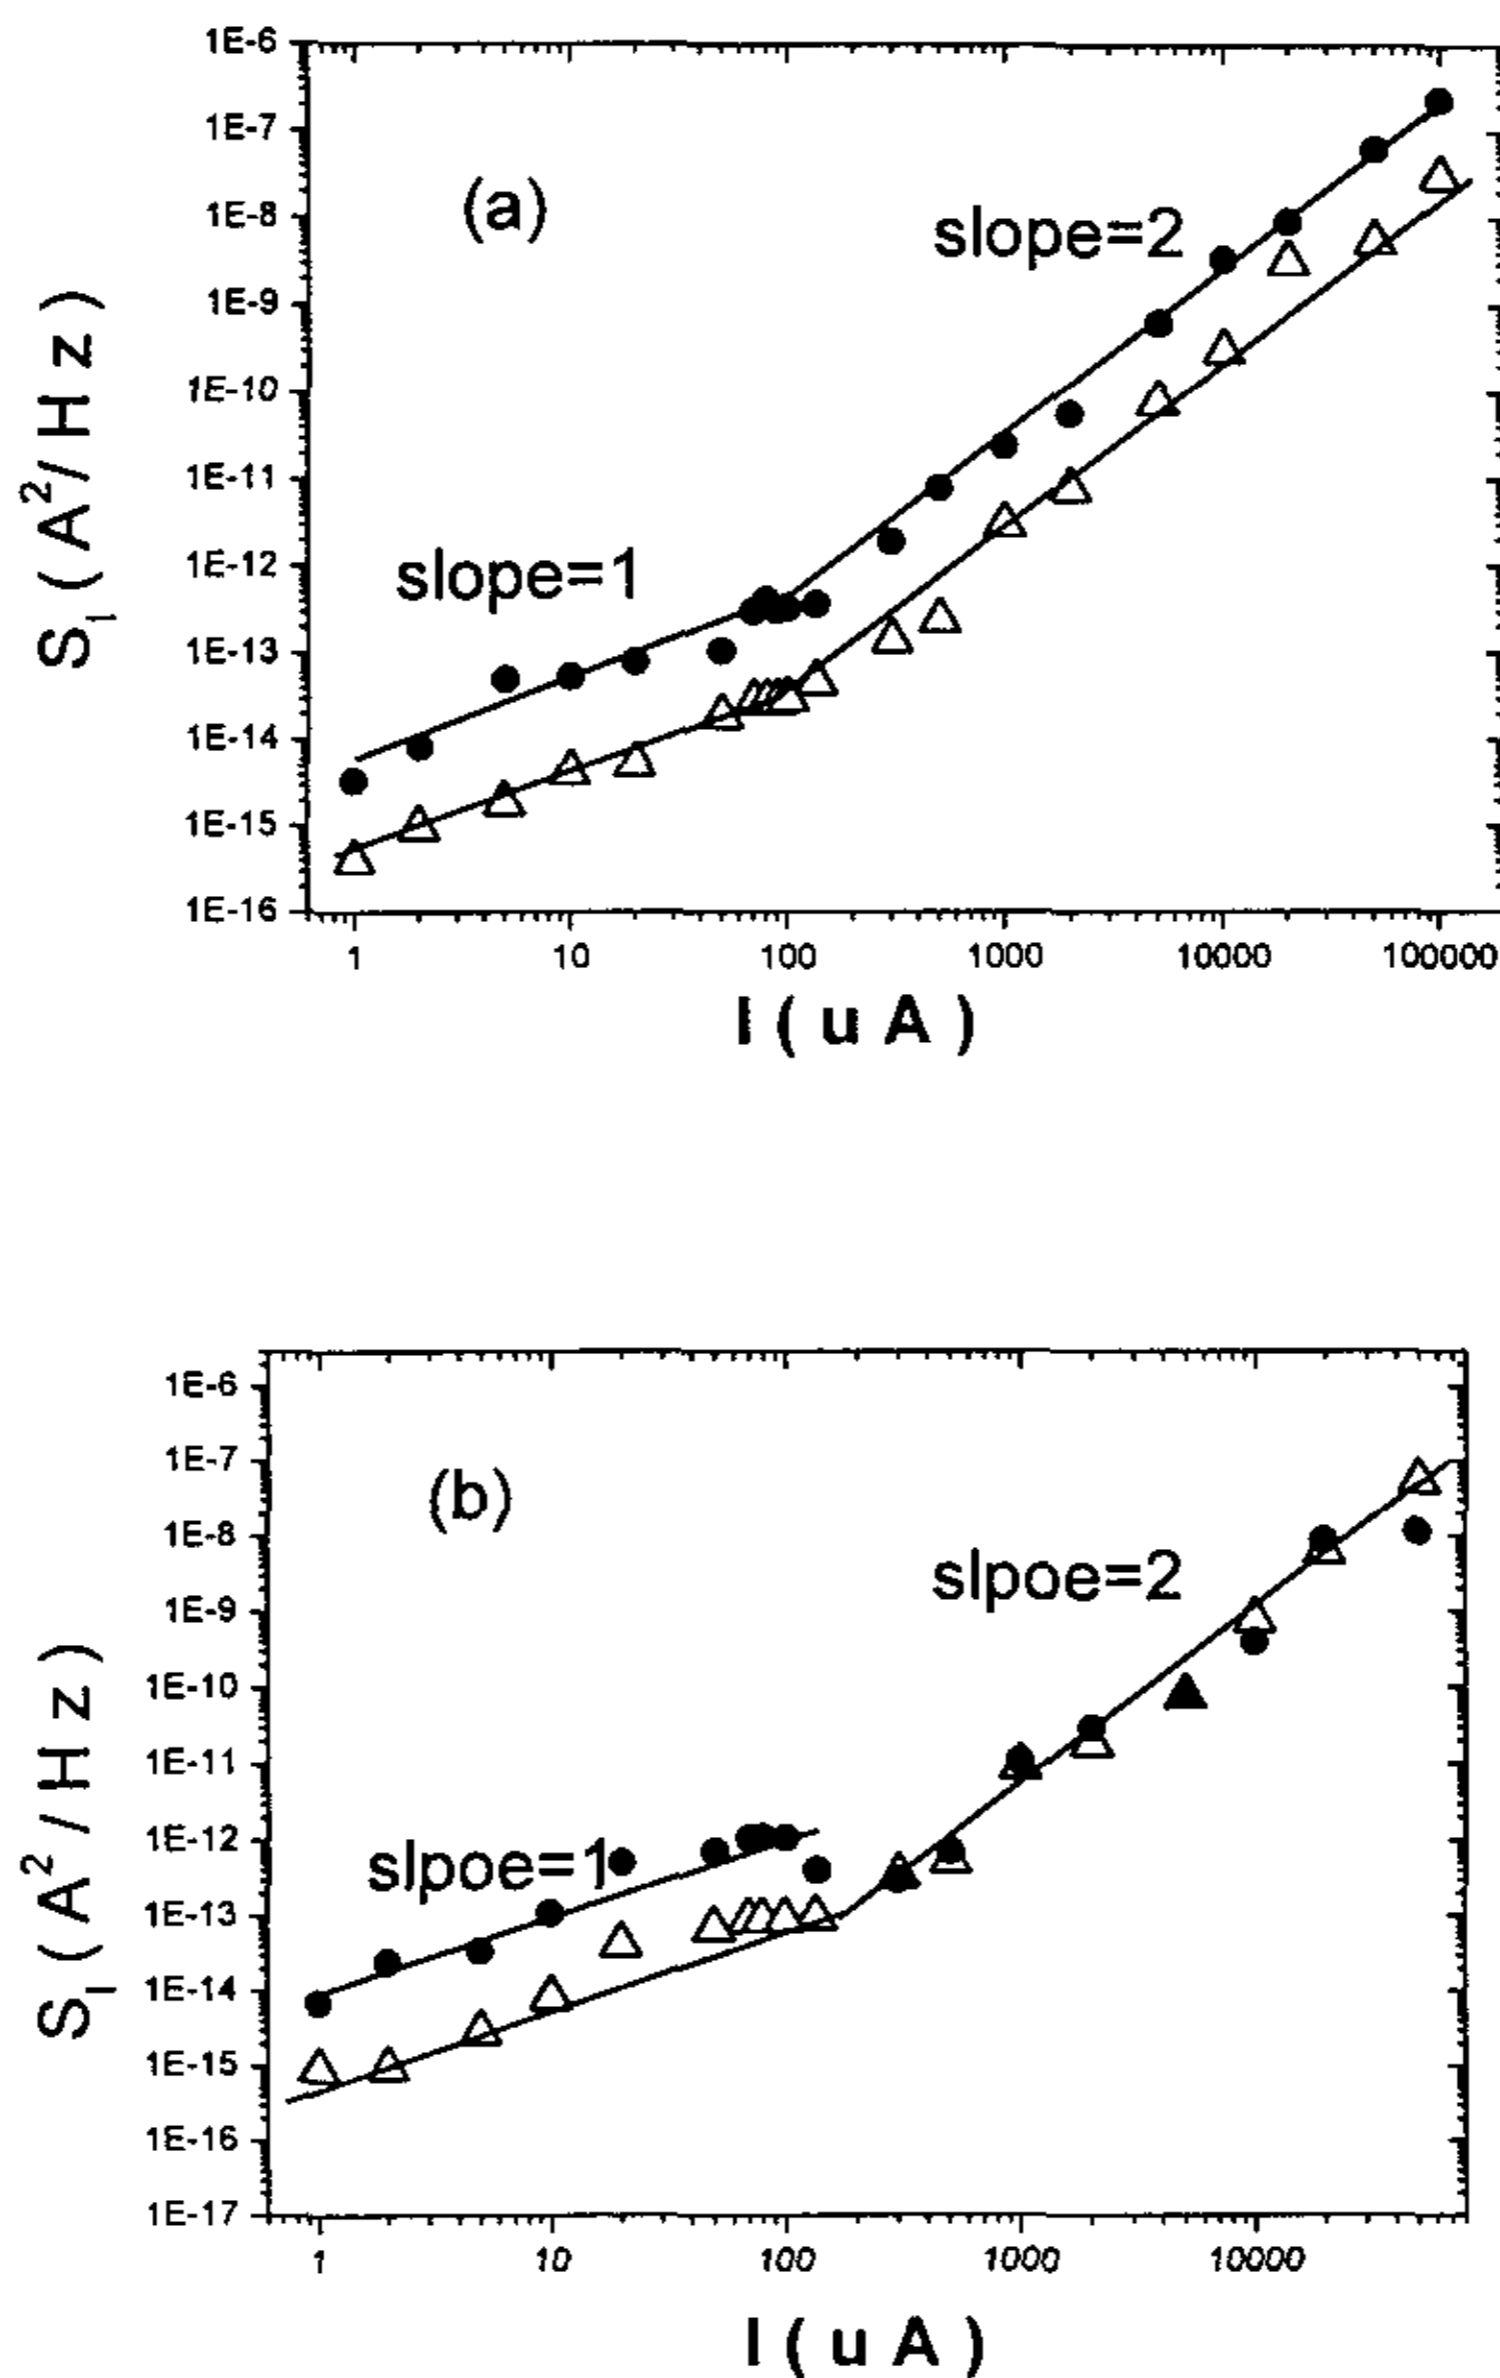 1E-6
1E-7
(a)
1E-8
slope=2
1E-9
1E-10
1E-11
1E-12
slope=1
1E-13
1E-14
1E-15
1E-16
S_I ( A^2 / H z )
1 10 100 1000 10000 100000
I ( u A )
1E-6
1E-7
(b)
1E-8
slpoe=2
1E-9
1E-10
1E-11
1E-12
slpoe=1
1E-13
1E-14
1E-15
1E-16
1E-17
S_I ( A^2 / H z )
1 10 100 1000 10000
I ( u A )